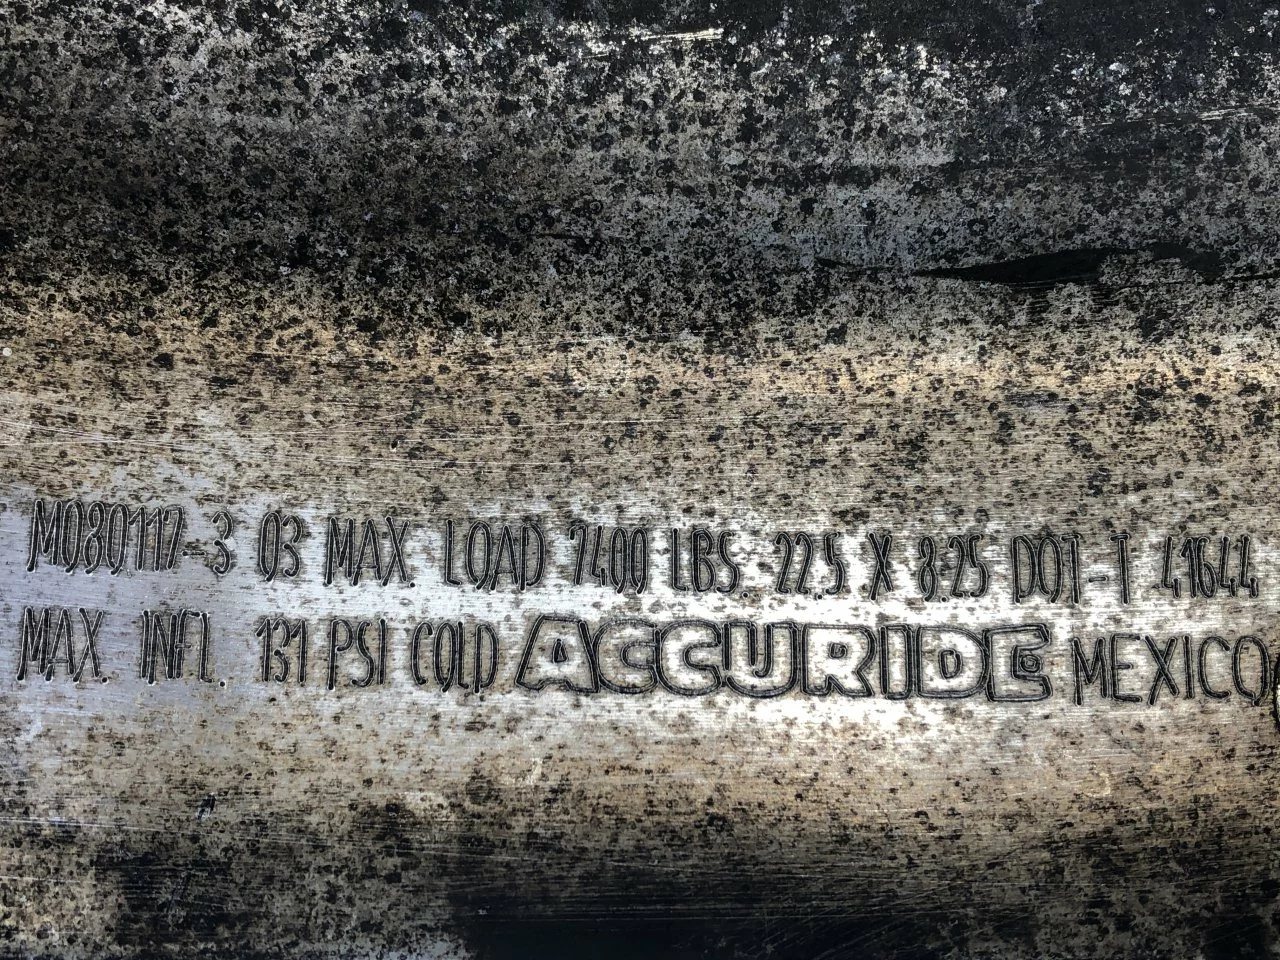 M080117-3 03 MAX. LOAD 7400 LBS. 22.5 X 8.25 DOT-T 41644
MAX. INFL. 131 PSI COLD ACCURIDE MEXICO